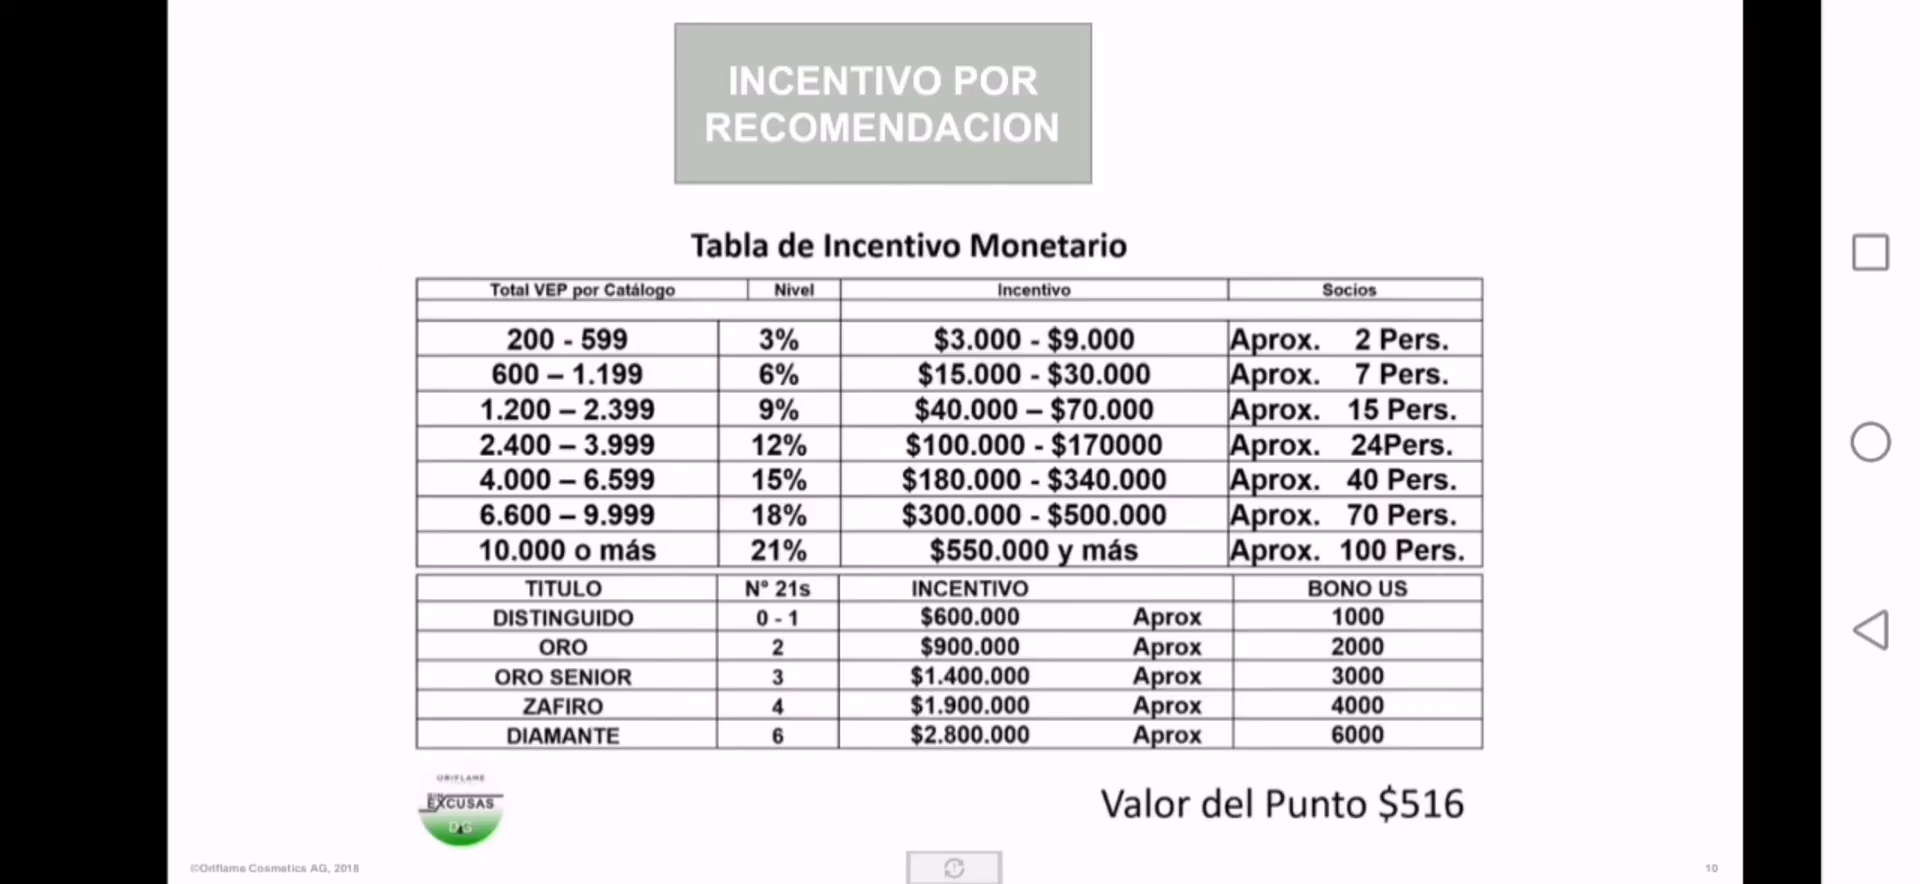 INCENTIVO POR
RECOMENDACION
Tabla de Incentivo Monetario
Total VEP por Catálogo Nivel Incentivo Socios
200 - 599 3% $3.000 - $9.000 Aprox. 2 Pers.
600 – 1.199 6% $15.000 - $30.000 Aprox. 7 Pers.
1.200 – 2.399 9% $40.000 – $70.000 Aprox. 15 Pers.
2.400 – 3.999 12% $100.000 - $170000 Aprox. 24Pers.
4.000 – 6.599 15% $180.000 - $340.000 Aprox. 40 Pers.
6.600 – 9.999 18% $300.000 - $500.000 Aprox. 70 Pers.
10.000 o más 21% $550.000 y más Aprox. 100 Pers.
TITULO N° 21s INCENTIVO BONO US
DISTINGUIDO 0 - 1 $600.000 Aprox 1000
ORO 2 $900.000 Aprox 2000
ORO SENIOR 3 $1.400.000 Aprox 3000
ZAFIRO 4 $1.900.000 Aprox 4000
DIAMANTE 6 $2.800.000 Aprox 6000
ORIFLAME
SIN
EXCUSAS
Valor del Punto $516
©Oriflame Cosmetics AG, 2018
10